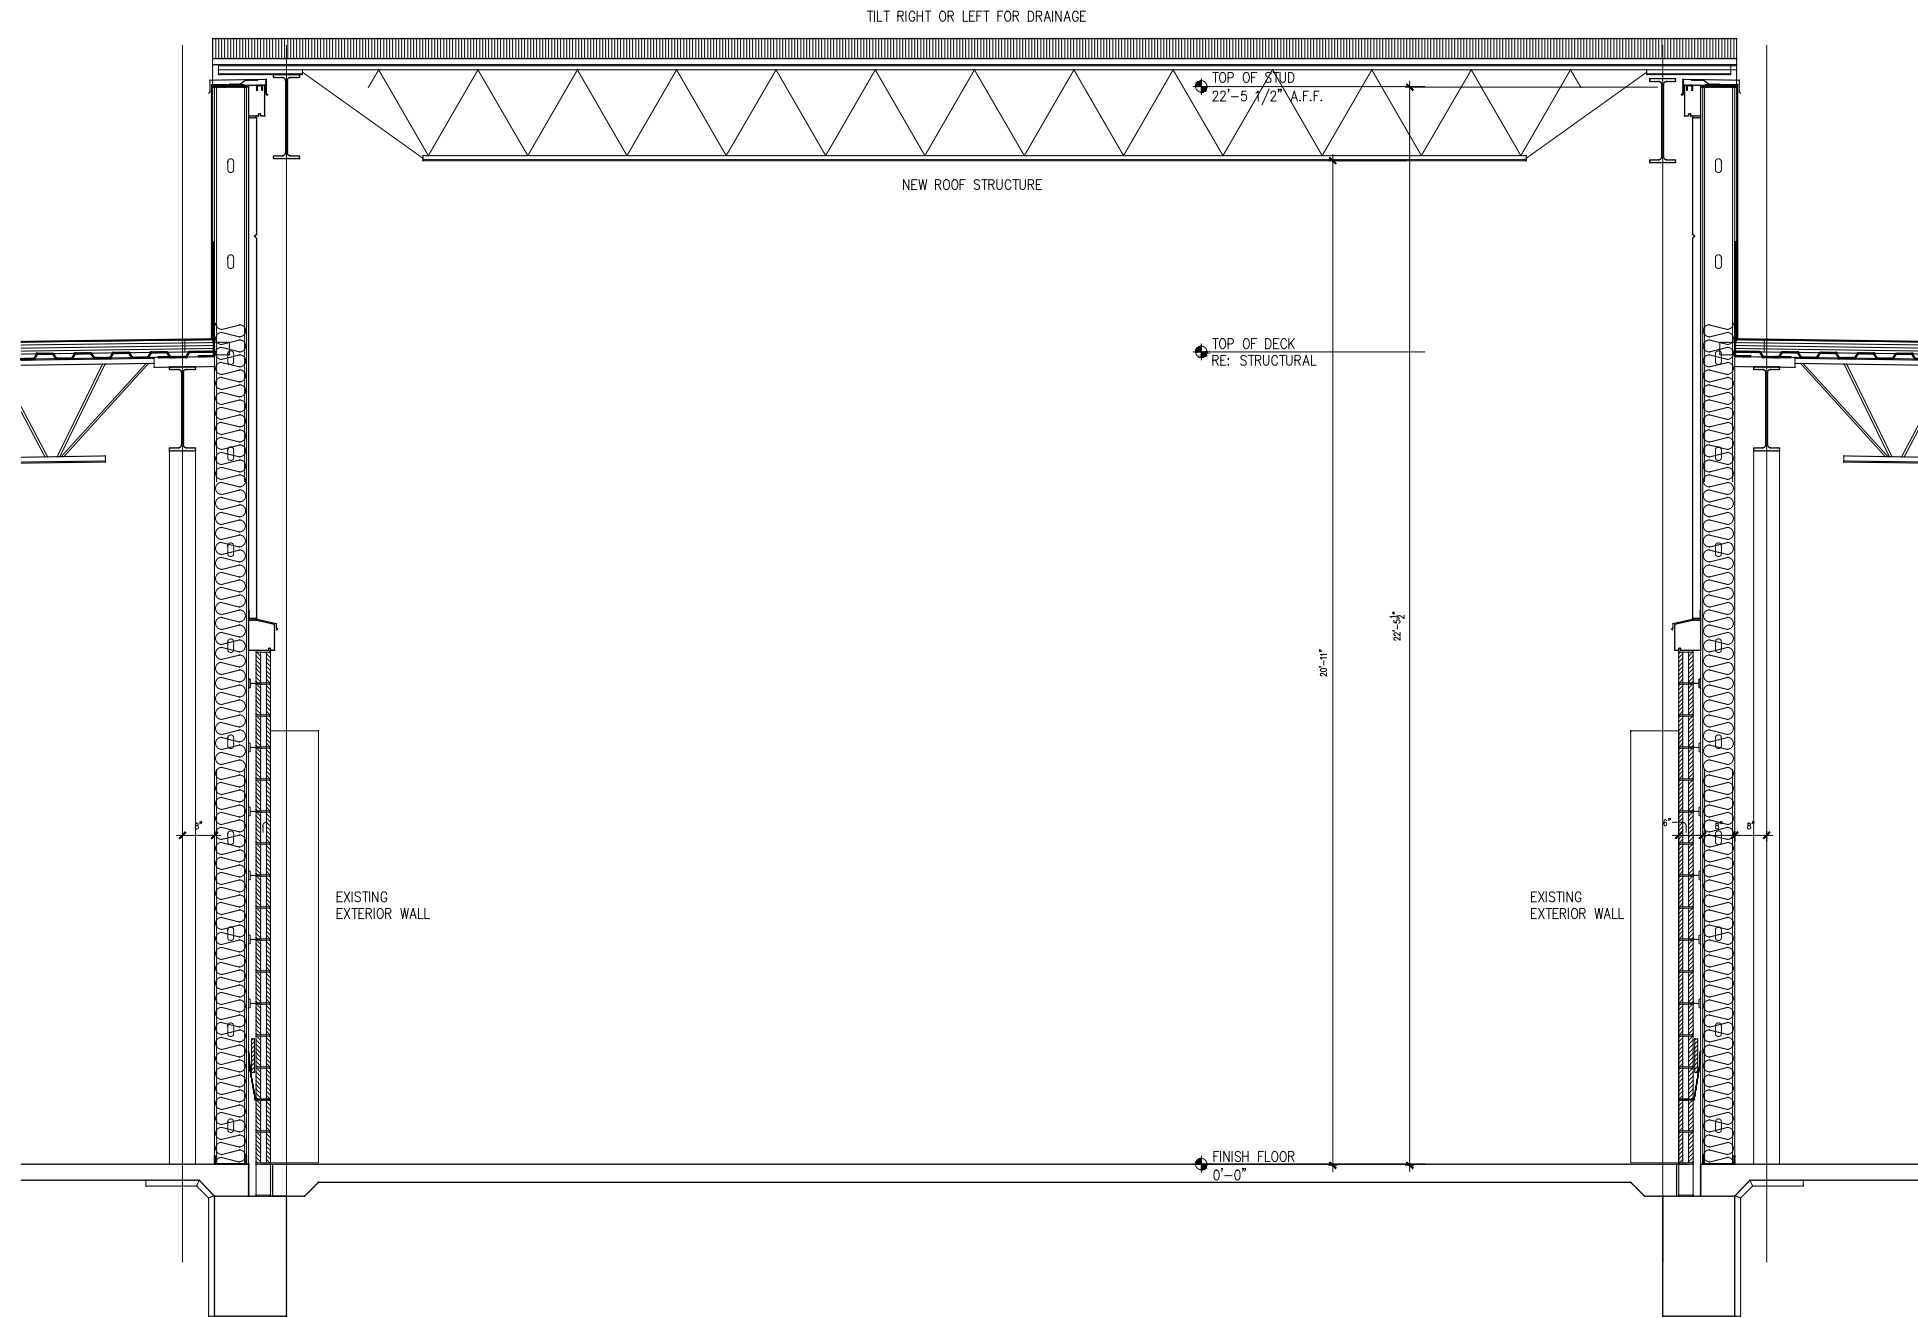 TILT RIGHT OR LEFT FOR DRAINAGE
TOP OF STUD
22'-5 1/2" A.F.F.
NEW ROOF STRUCTURE
TOP OF DECK
RE: STRUCTURAL
22'-5½"
20'-11"
8"
6"
8"
8"
EXISTING
EXTERIOR WALL
EXISTING
EXTERIOR WALL
FINISH FLOOR
0'-0"